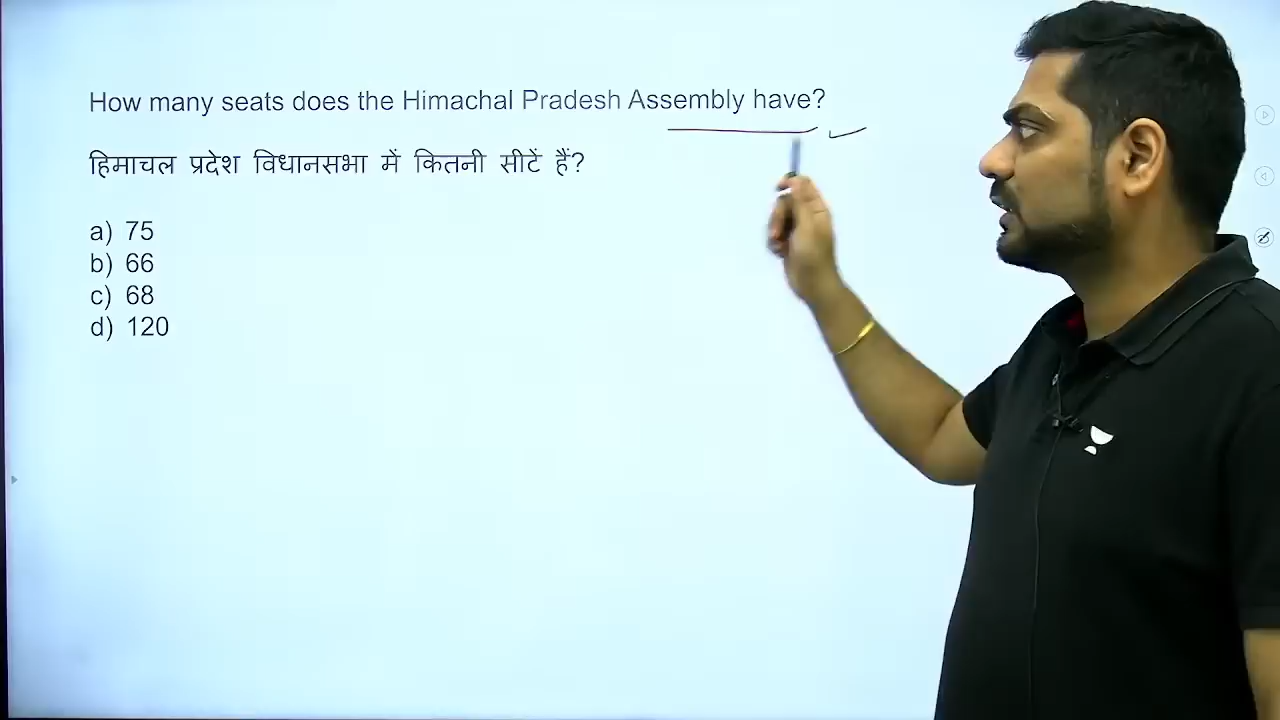 How many seats does the Himachal Pradesh Assembly have?
हिमाचल प्रदेश विधानसभा में कितनी सीटें हैं?
a) 75
b) 66
c) 68
d) 120